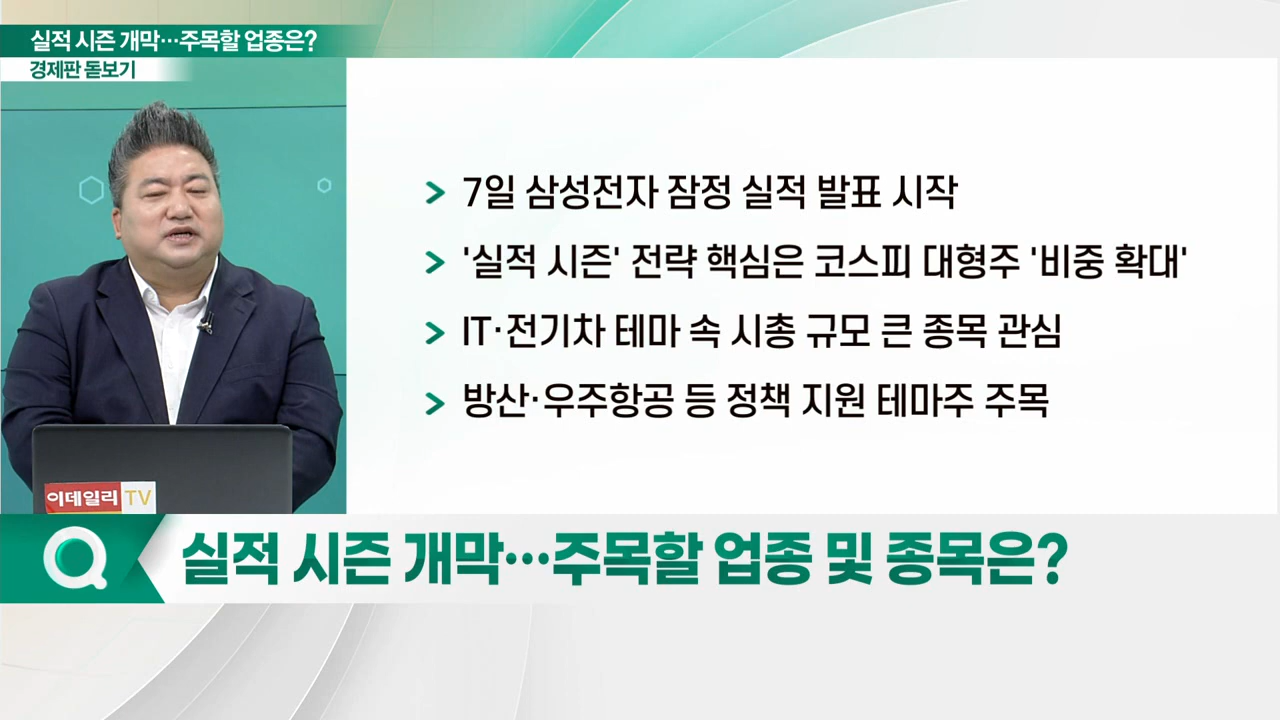 실적 시즌 개막…주목할 업종은?
경제판 돋보기
7일 삼성전자 잠정 실적 발표 시작
'실적 시즌' 전략 핵심은 코스피 대형주 '비중 확대'
IT·전기차 테마 속 시총 규모 큰 종목 관심
방산·우주항공 등 정책 지원 테마주 주목
이데일리 TV
Q 실적 시즌 개막…주목할 업종 및 종목은?